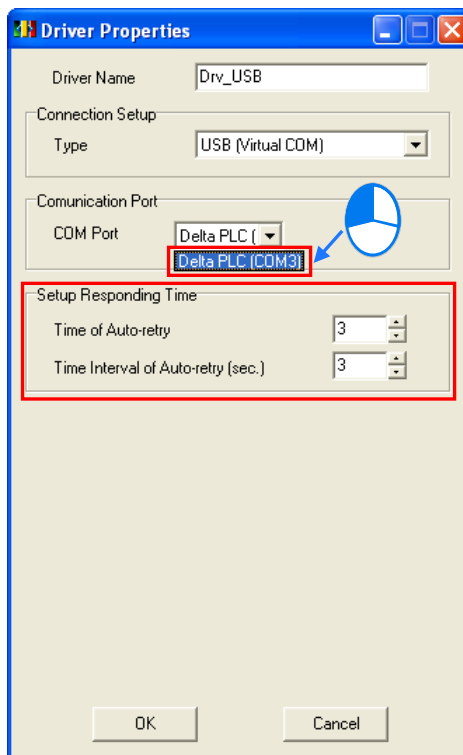 Driver Properties
Driver Name Drv_USB
Connection Setup
Type USB (Virtual COM)
Comunication Port
COM Port Delta PLC (
Delta PLC (COM3)
Setup Responding Time
Time of Auto-retry 3
Time Interval of Auto-retry (sec.) 3
OK Cancel